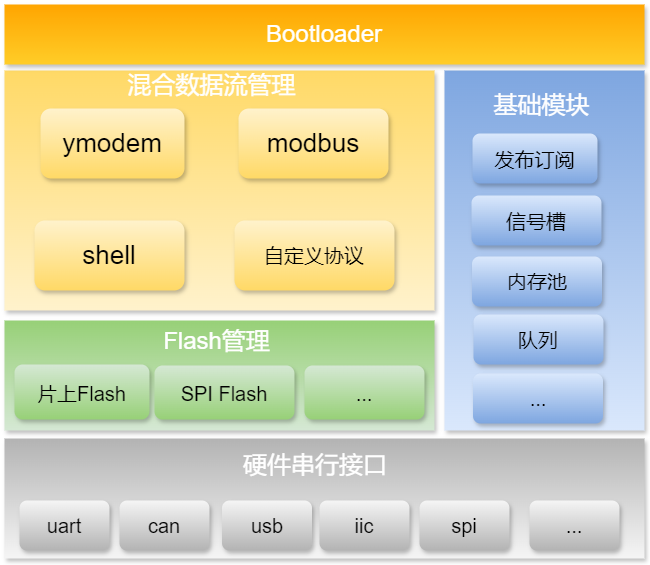 Bootloader
混合数据流管理
ymodem
modbus
shell
自定义协议
基础模块
发布订阅
信号槽
内存池
队列
...
Flash管理
片上Flash
SPI Flash
...
硬件串行接口
uart
can
usb
iic
spi
...